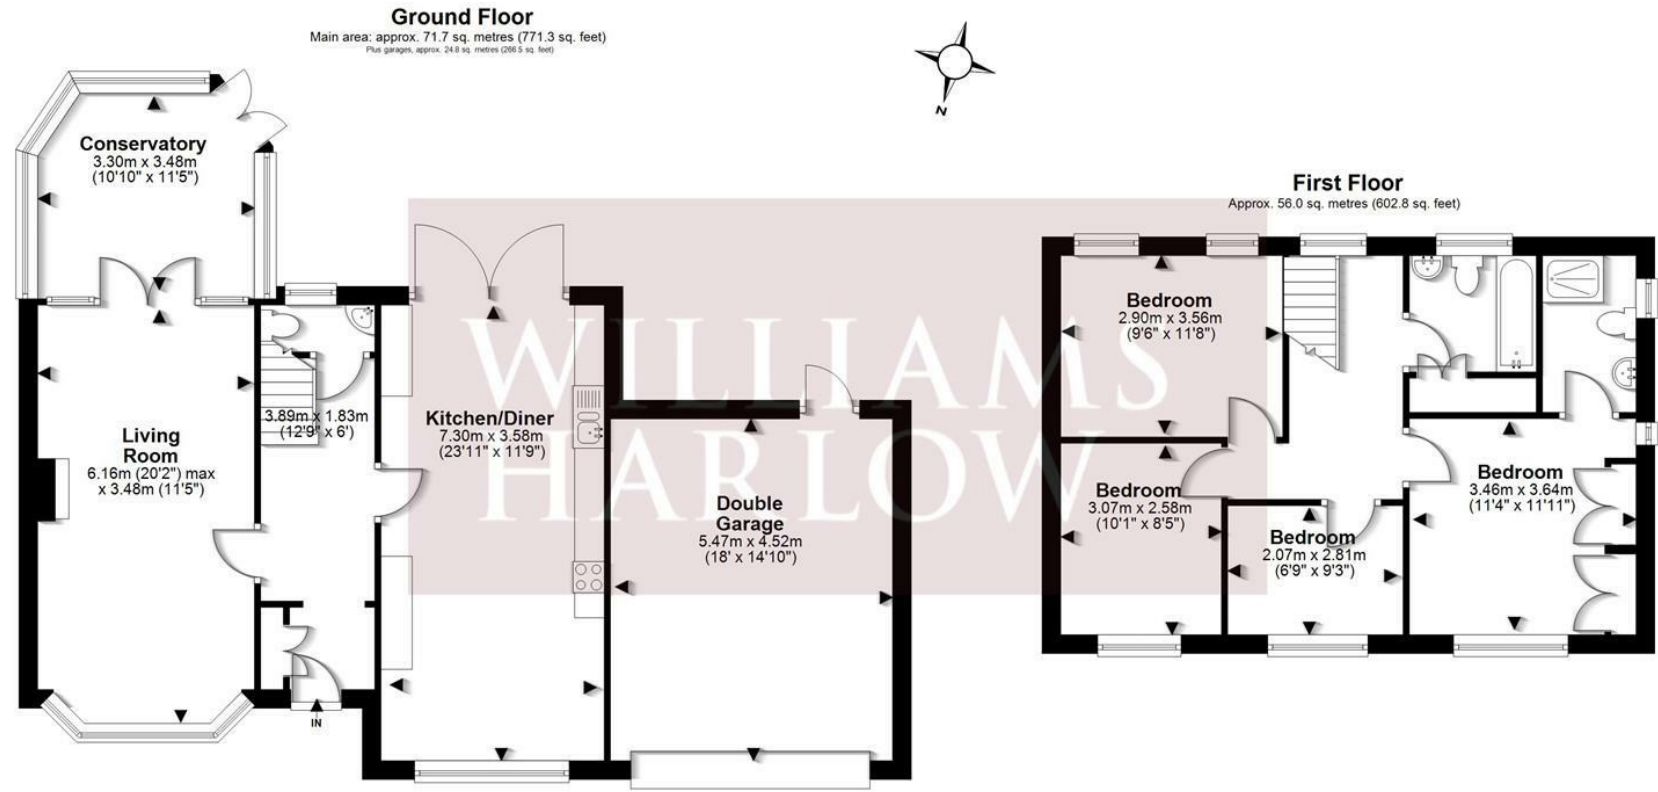 Ground Floor
Main area: approx. 71.7 sq. metres (771.3 sq. feet)
Plus garages, approx. 24.8 sq. metres (266.5 sq. feet)
N
Conservatory
3.30m x 3.48m
(10'10" x 11'5")
Living
Room
6.16m (20'2") max
x 3.48m (11'5")
3.89m x 1.83m
(12'9" x 6')
IN
Kitchen/Diner
7.30m x 3.58m
(23'11" x 11'9")
Double
Garage
5.47m x 4.52m
(18' x 14'10")
WILLIAMS
HARLOW
First Floor
Approx. 56.0 sq. metres (602.8 sq. feet)
Bedroom
2.90m x 3.56m
(9'6" x 11'8")
Bedroom
3.07m x 2.58m
(10'1" x 8'5")
Bedroom
2.07m x 2.81m
(6'9" x 9'3")
Bedroom
3.46m x 3.64m
(11'4" x 11'11")